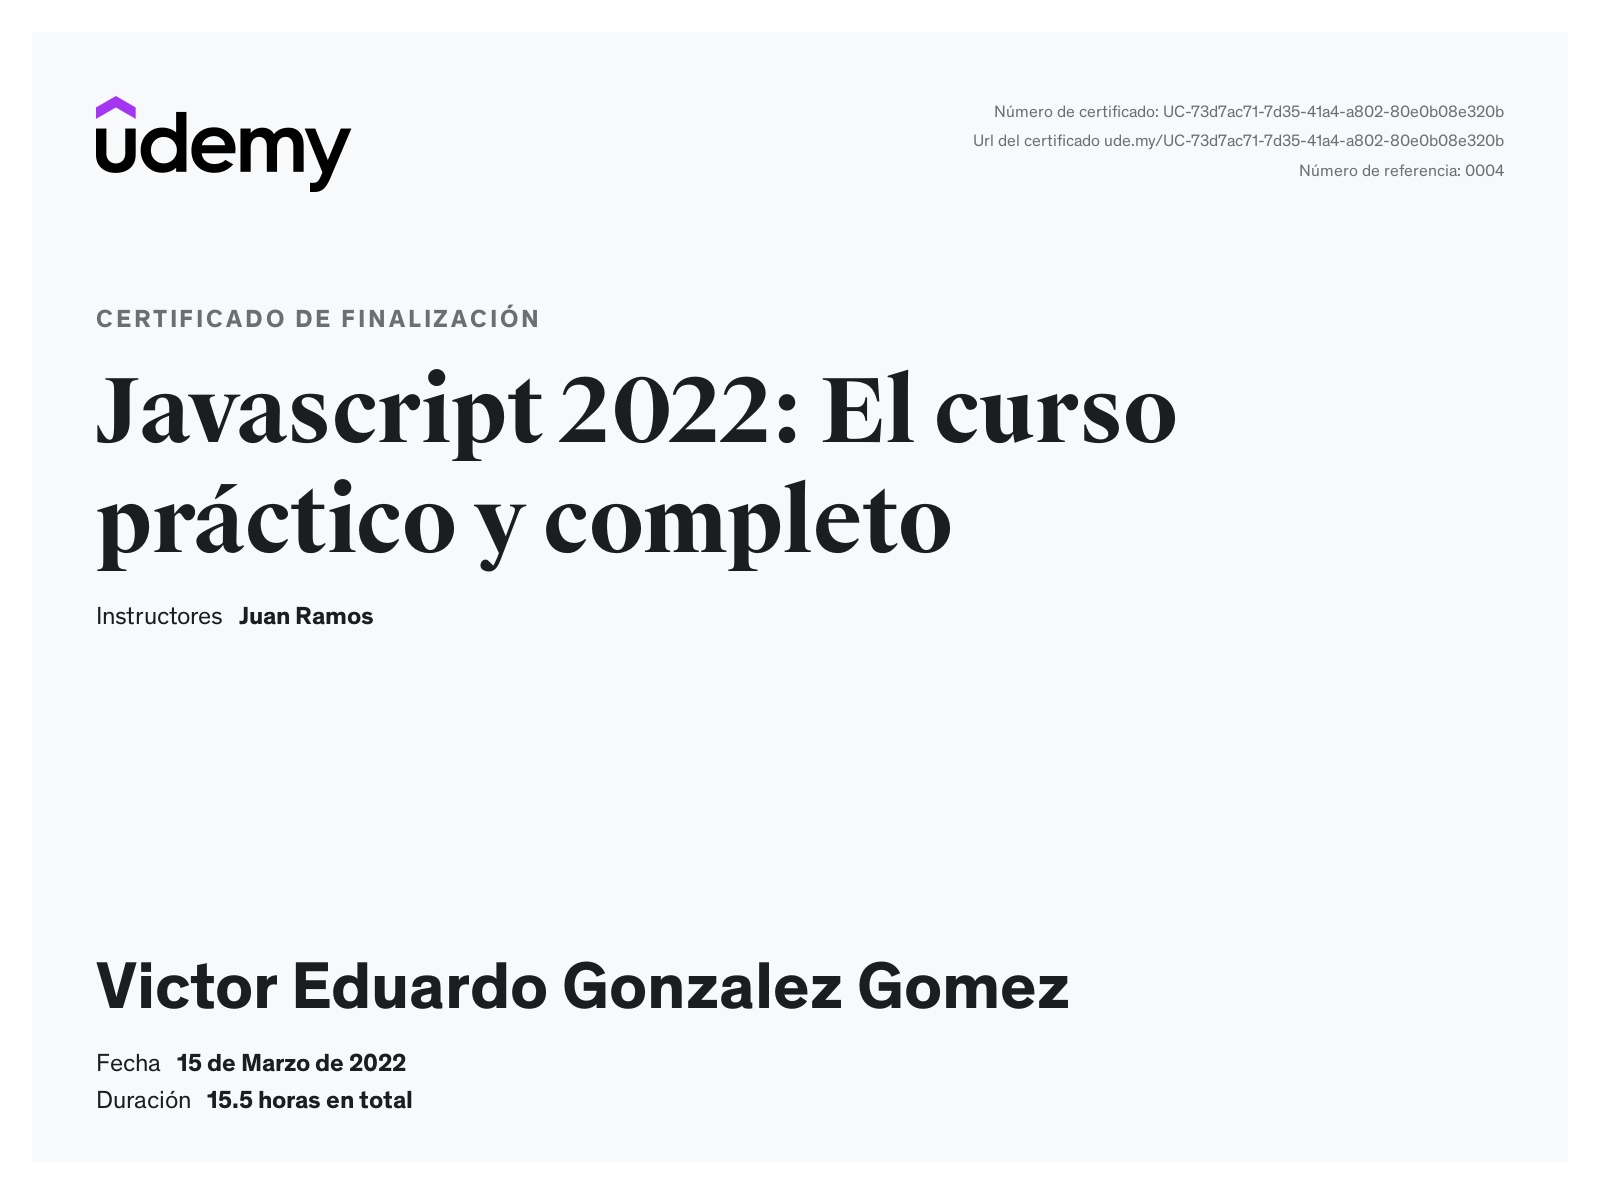 udemy
Número de certificado: UC-73d7ac71-7d35-41a4-a802-80e0b08e320b
Url del certificado ude.my/UC-73d7ac71-7d35-41a4-a802-80e0b08e320b
Número de referencia: 0004
CERTIFICADO DE FINALIZACIÓN
Javascript 2022: El curso
práctico y completo
Instructores Juan Ramos
Victor Eduardo Gonzalez Gomez
Fecha 15 de Marzo de 2022
Duración 15.5 horas en total